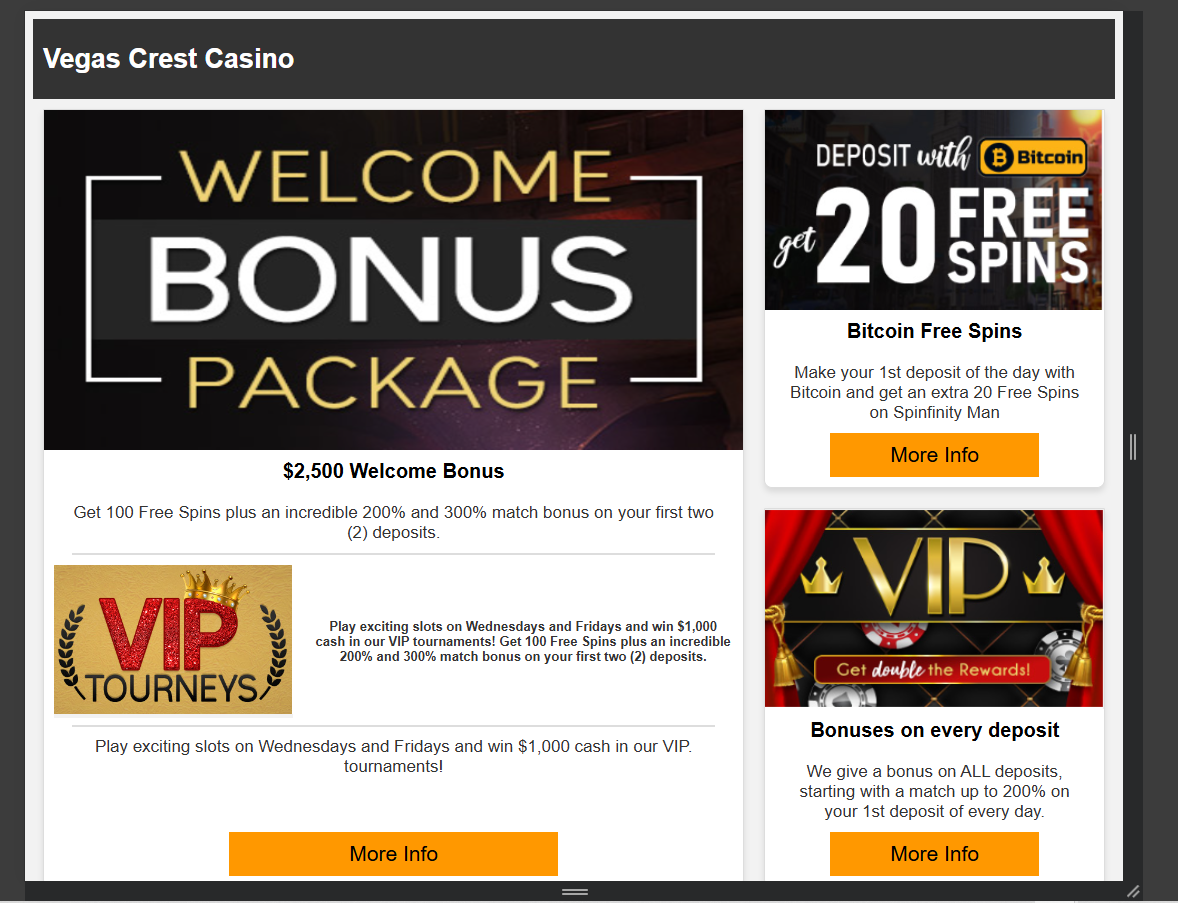 Vegas Crest Casino
WELCOME
BONUS
PACKAGE
$2,500 Welcome Bonus
Get 100 Free Spins plus an incredible 200% and 300% match bonus on your first two
(2) deposits.
VIP
TOURNEYS
Play exciting slots on Wednesdays and Fridays and win $1,000
cash in our VIP tournaments! Get 100 Free Spins plus an incredible
200% and 300% match bonus on your first two (2) deposits.
Play exciting slots on Wednesdays and Fridays and win $1,000 cash in our VIP.
tournaments!
More Info
DEPOSIT with Bitcoin
get 20 FREE
SPINS
Bitcoin Free Spins
Make your 1st deposit of the day with
Bitcoin and get an extra 20 Free Spins
on Spinfinity Man
More Info
VIP
Get double the Rewards!
Bonuses on every deposit
We give a bonus on ALL deposits,
starting with a match up to 200% on
your 1st deposit of every day.
More Info